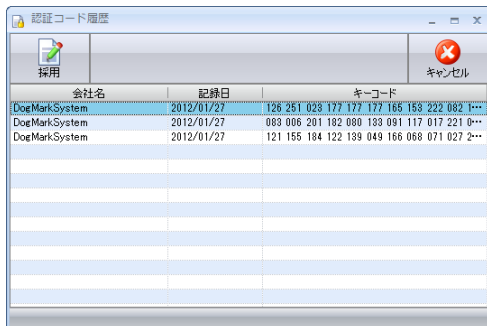 認証コード履歴
採用
キャンセル
会社名 記録日 キーコード
DogMarkSystem 2012/01/27 126 251 023 177 177 177 165 153 222 082 1…
DogMarkSystem 2012/01/27 083 006 201 182 080 133 091 117 017 221 0…
DogMarkSystem 2012/01/27 121 155 184 122 139 049 166 068 071 027 2…